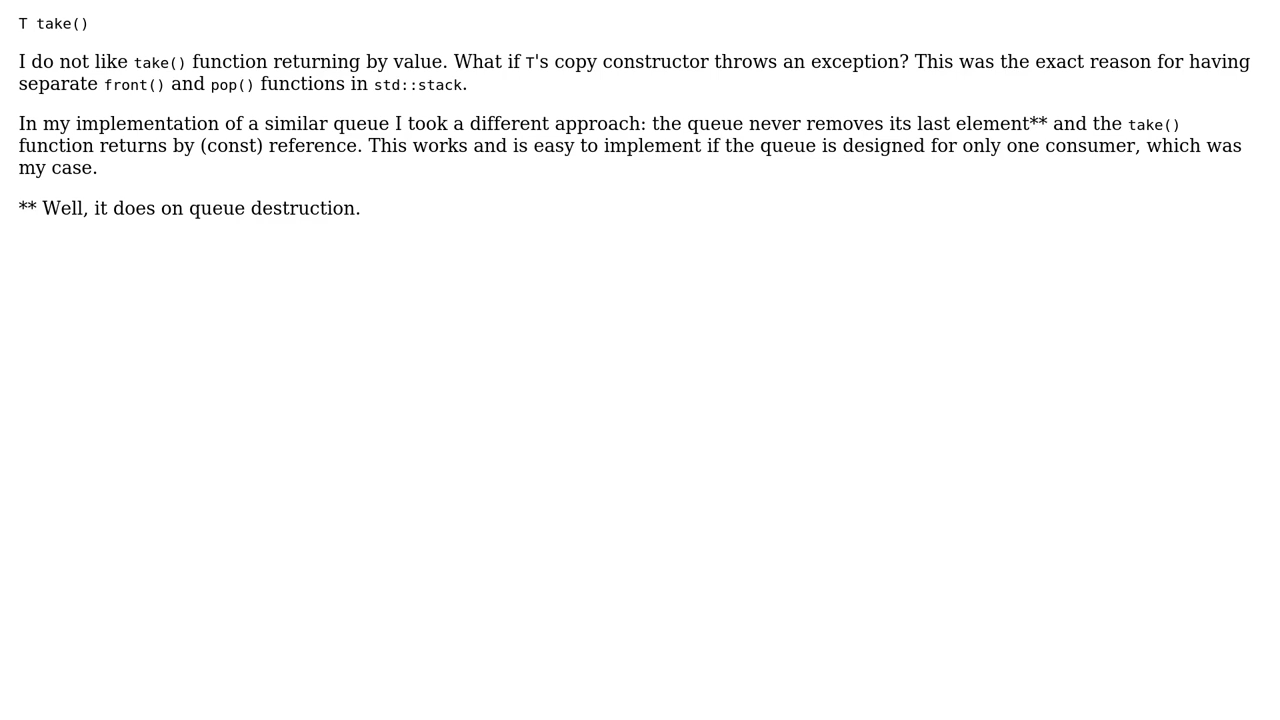 T take()
I do not like take() function returning by value. What if T's copy constructor throws an exception? This was the exact reason for having
separate front() and pop() functions in std::stack.
In my implementation of a similar queue I took a different approach: the queue never removes its last element** and the take()
function returns by (const) reference. This works and is easy to implement if the queue is designed for only one consumer, which was
my case.
** Well, it does on queue destruction.